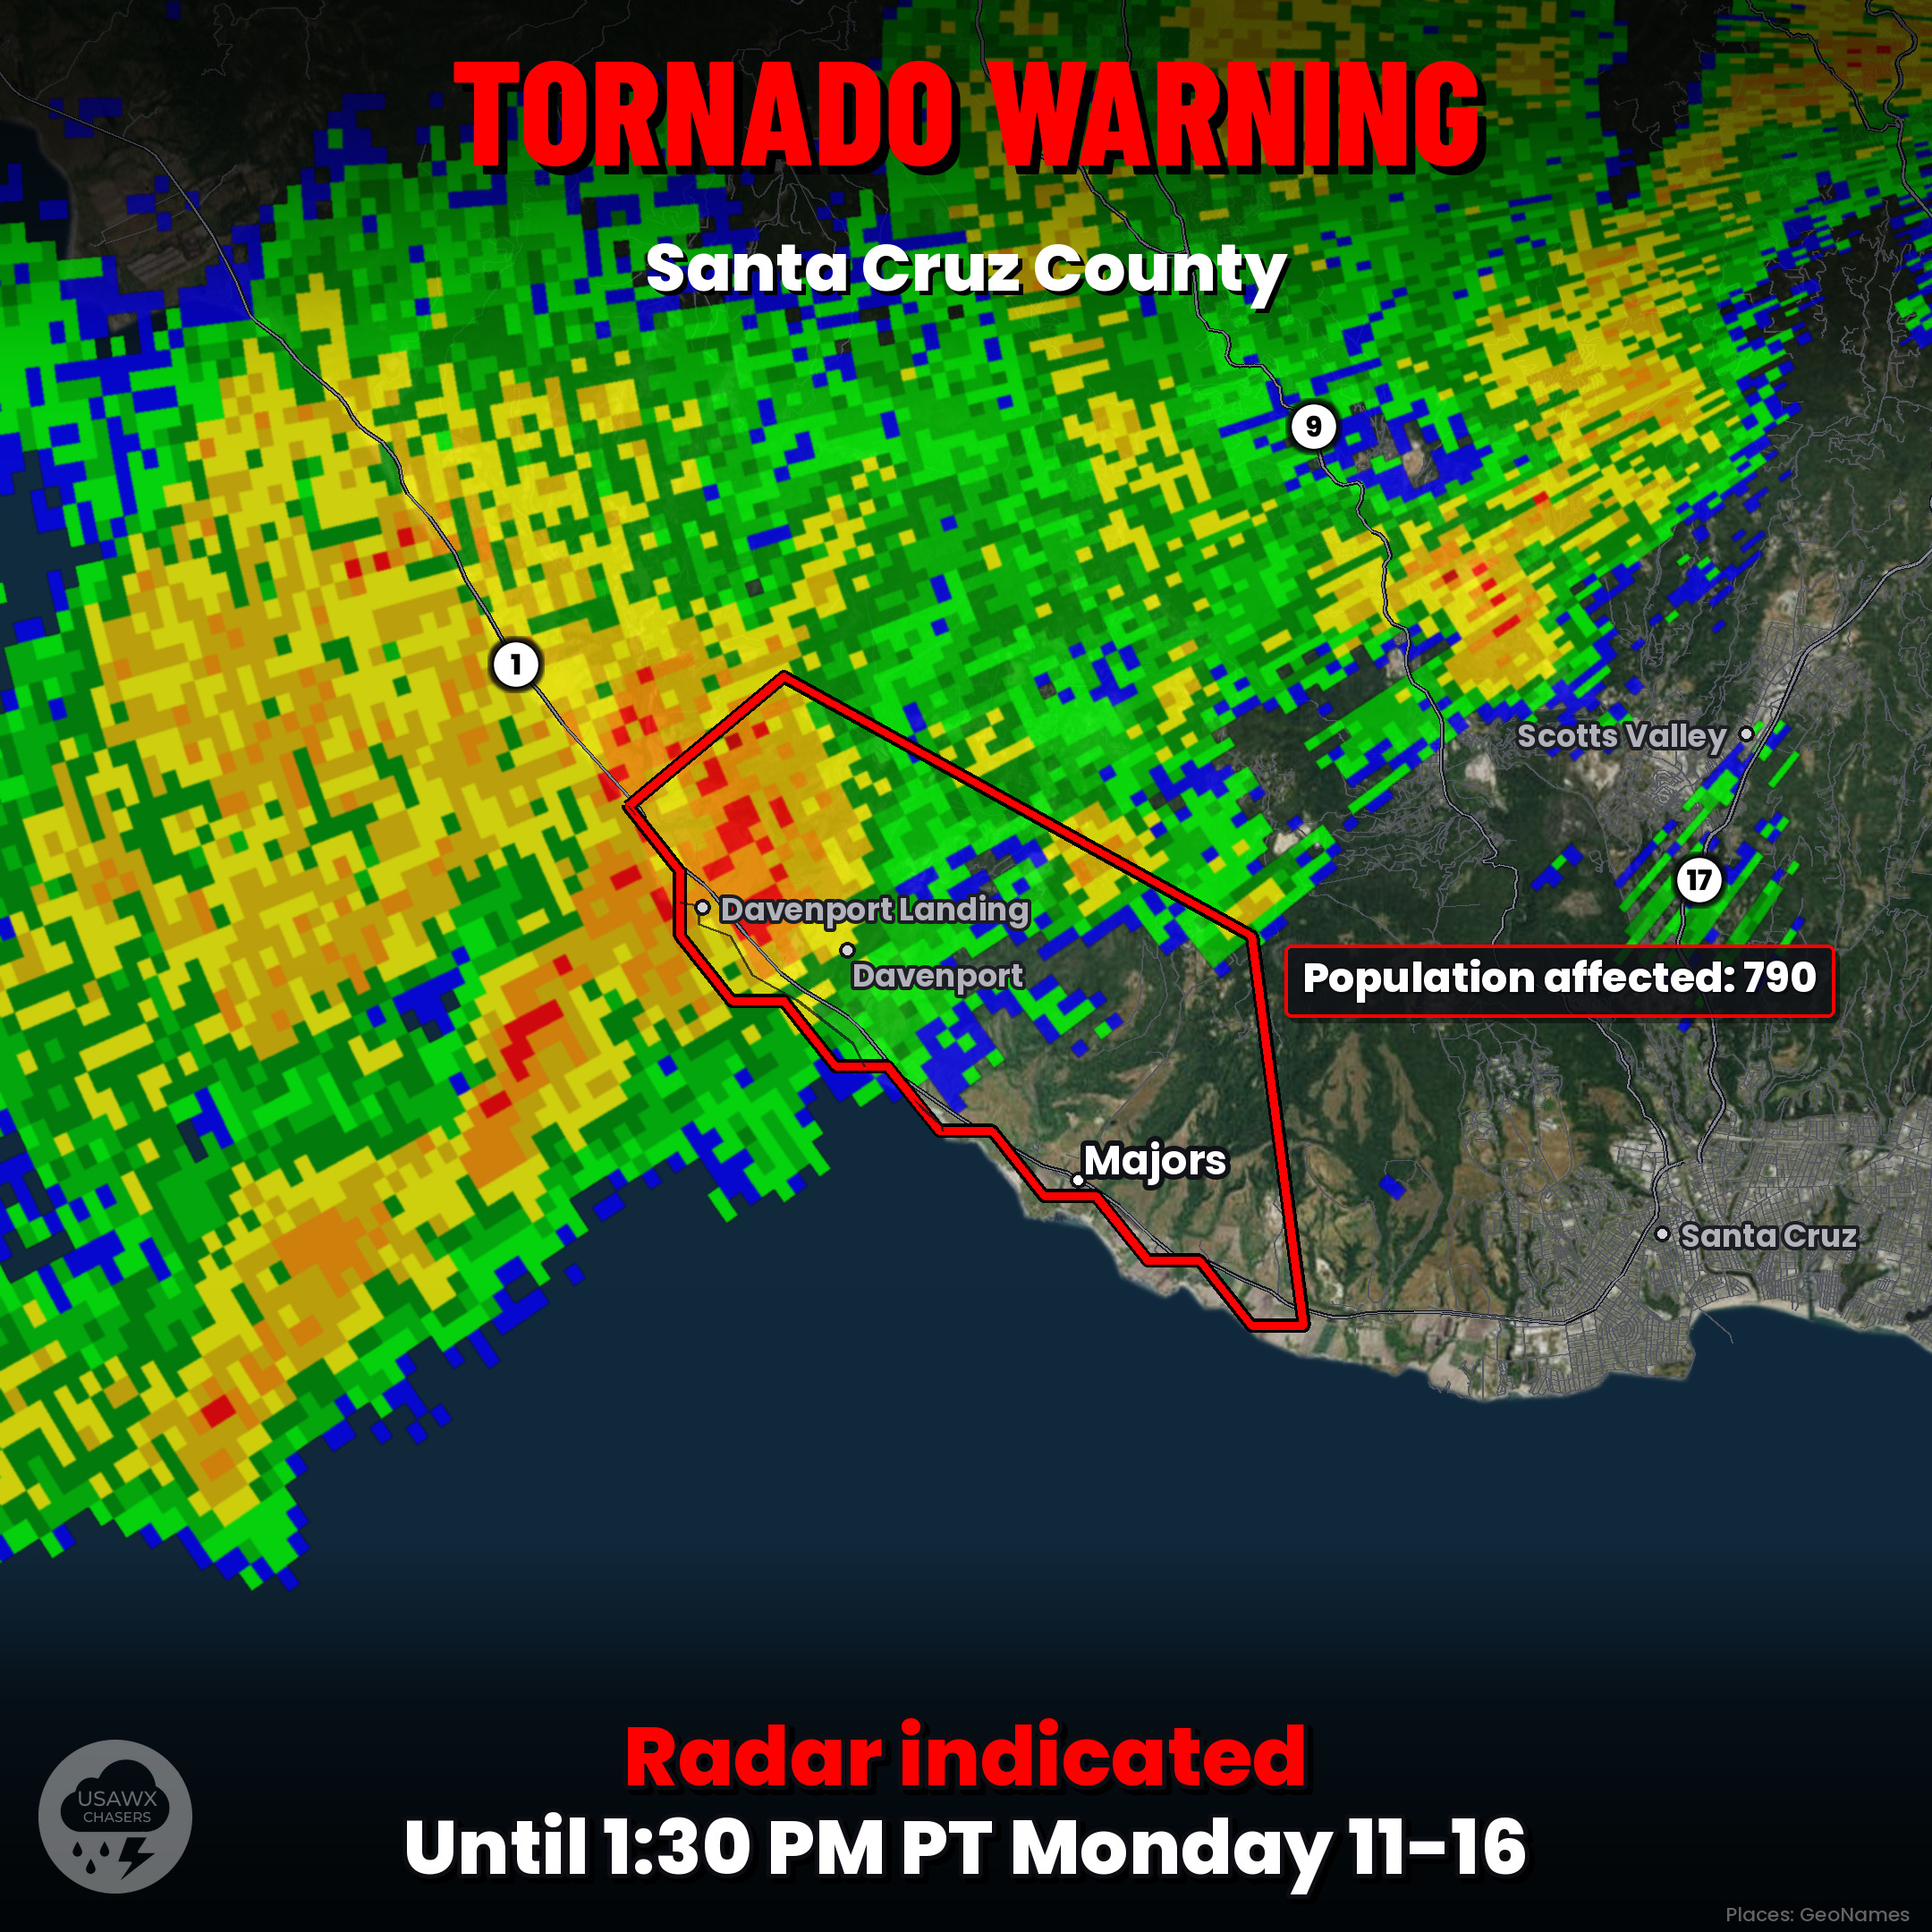 TORNADO WARNING
Santa Cruz County
9
1
Scotts Valley
17
Davenport Landing
Davenport
Population affected: 790
Majors
Santa Cruz
Radar indicated
USAWX
CHASERS
Until 1:30 PM PT Monday 11-16
Places: GeoNames